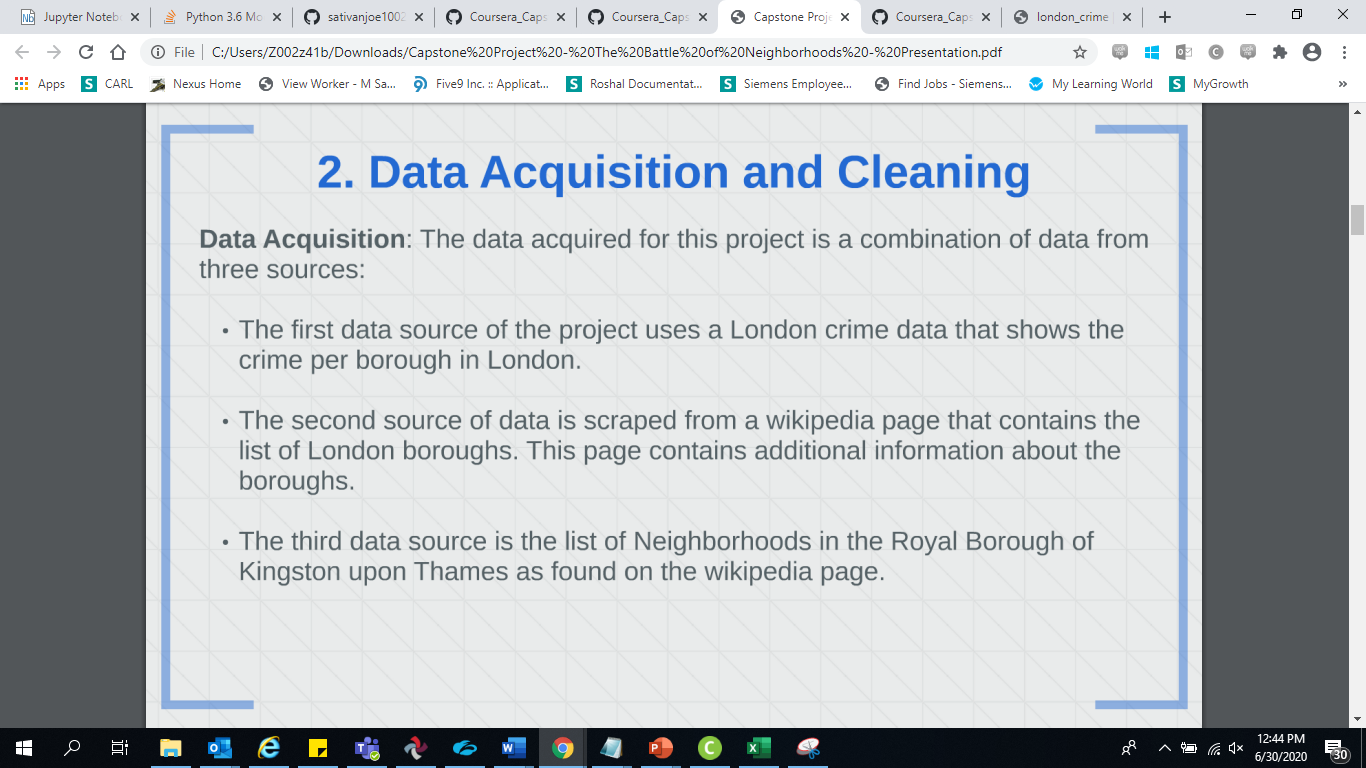 Jupyter Noteb
Python 3.6 Mo
sativanjoe1002
Coursera_Caps
Coursera_Caps
Capstone Proje
Coursera_Caps
london_crime
File
C:/Users/Z002z41b/Downloads/Capstone%20Project%20-%20The%20Battle%20of%20Neighborhoods%20-%20Presentation.pdf
Apps
CARL
Nexus Home
View Worker - M Sa...
Five9 Inc. :: Applicat...
Roshal Documentat...
Siemens Employee...
Find Jobs - Siemens...
My Learning World
MyGrowth
»
2. Data Acquisition and Cleaning
Data Acquisition: The data acquired for this project is a combination of data from
three sources:
• The first data source of the project uses a London crime data that shows the
crime per borough in London.
• The second source of data is scraped from a wikipedia page that contains the
list of London boroughs. This page contains additional information about the
boroughs.
• The third data source is the list of Neighborhoods in the Royal Borough of
Kingston upon Thames as found on the wikipedia page.
12:44 PM
6/30/2020
30